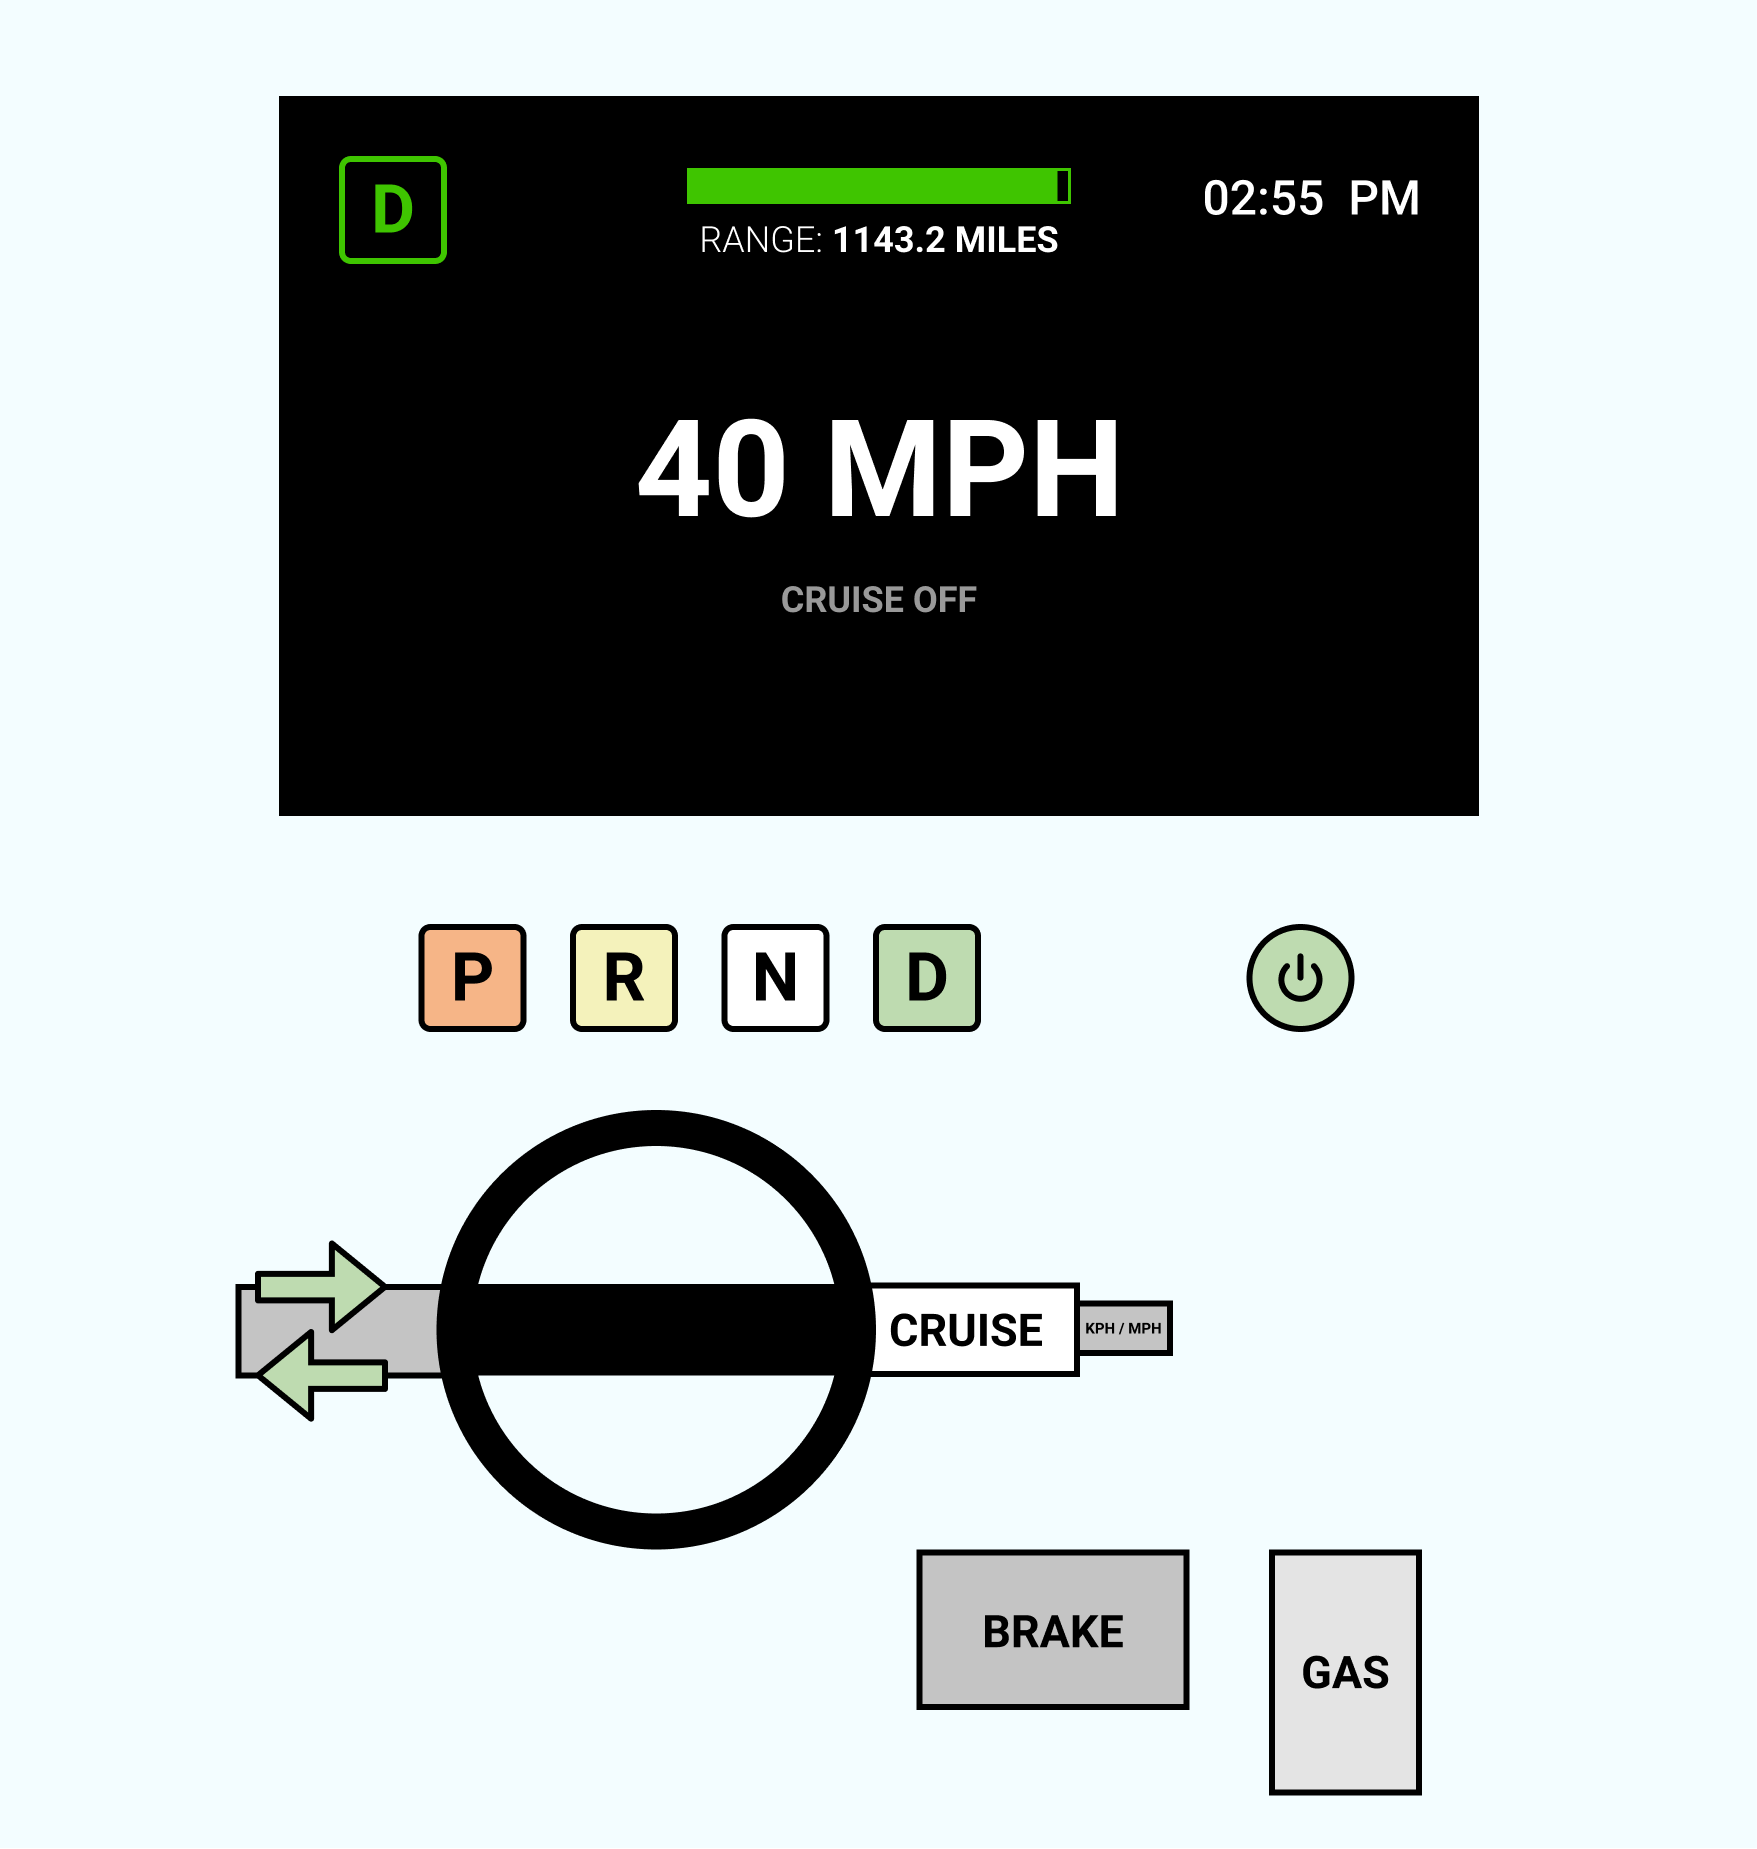 D
RANGE: 1143.2 MILES
02:55 PM
40 MPH
CRUISE OFF
P R N D
CRUISE
KPH / MPH
BRAKE
GAS